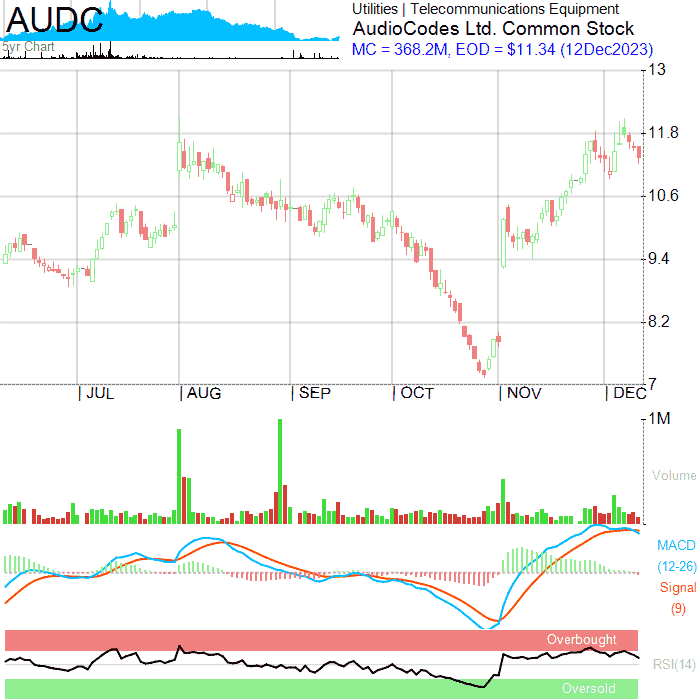 AUDC
5yr Chart
Utilities | Telecommunications Equipment
AudioCodes Ltd. Common Stock
MC = 368.2M, EOD = $11.34 (12Dec2023)
13
11.8
10.6
9.4
8.2
7
| JUL | AUG | SEP | OCT | NOV | DEC
1M
Volume
MACD
(12-26)
Signal
(9)
Overbought
RSI(14)
Oversold